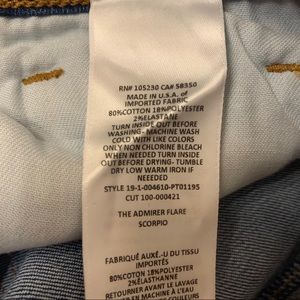 RN# 105230 CA# 58350
MADE IN U.S.A. of
IMPORTED FABRIC
80%COTTON 18%POLYESTER
2%ELASTANE
TURN INSIDE OUT BEFORE
WASHING- MACHINE WASH
COLD WITH LIKE COLORS
ONLY NON CHLORINE BLEACH
WHEN NEEDED. TURN INSIDE OUT
BEFORE DRYING- TUMBLE
DRY LOW WARM IRON IF
NEEEDED
STYLE 19-1-004610-PT01195
CUT 100-000421
THE ADMIRER FLARE
SCORPIO
FABRIQUÉ AUXÉ.-U DU TISSU
IMPORTÉS
80%COTON 18%POLYESTER
2%ELASTHANNE
RETOURNER AVANT LE LAVAGE